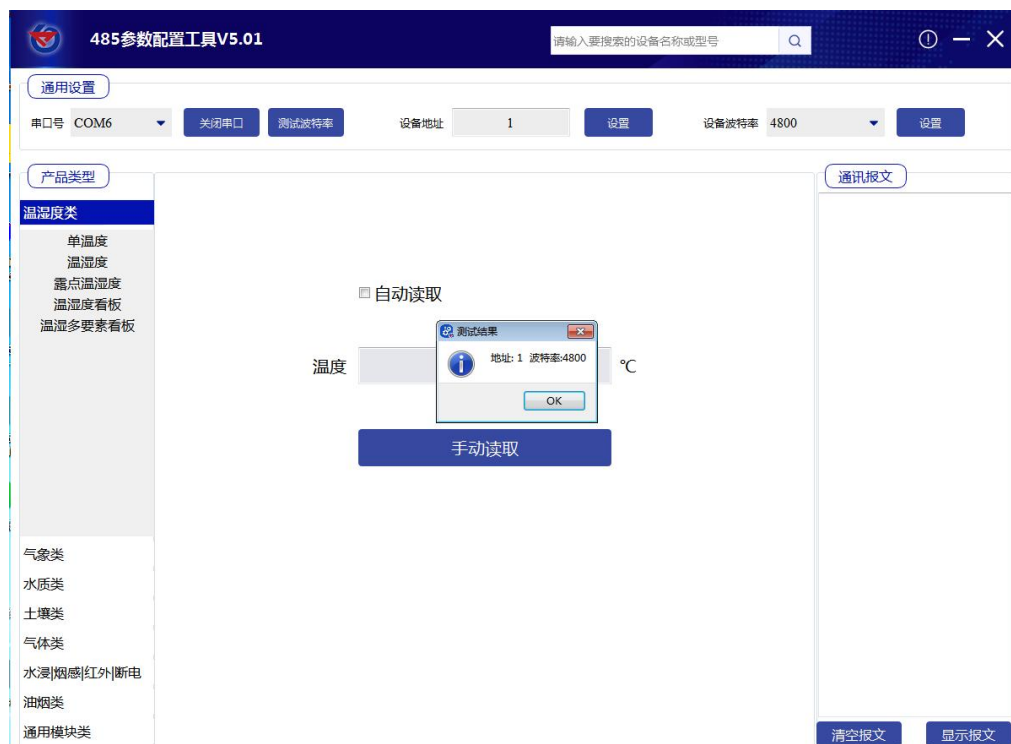 485参数配置工具V5.01
请输入要搜索的设备名称或型号
通用设置
串口号 COM6 关闭串口 测试波特率 设备地址 1 设置 设备波特率 4800 设置
产品类型
温湿度类
单温度
温湿度
露点温湿度
温湿度看板
温湿多要素看板
气象类
水质类
土壤类
气体类
水浸|烟感|红外|断电
油烟类
通用模块类
自动读取
温度 ℃
测试结果
地址: 1 波特率:4800
OK
手动读取
通讯报文
清空报文 显示报文